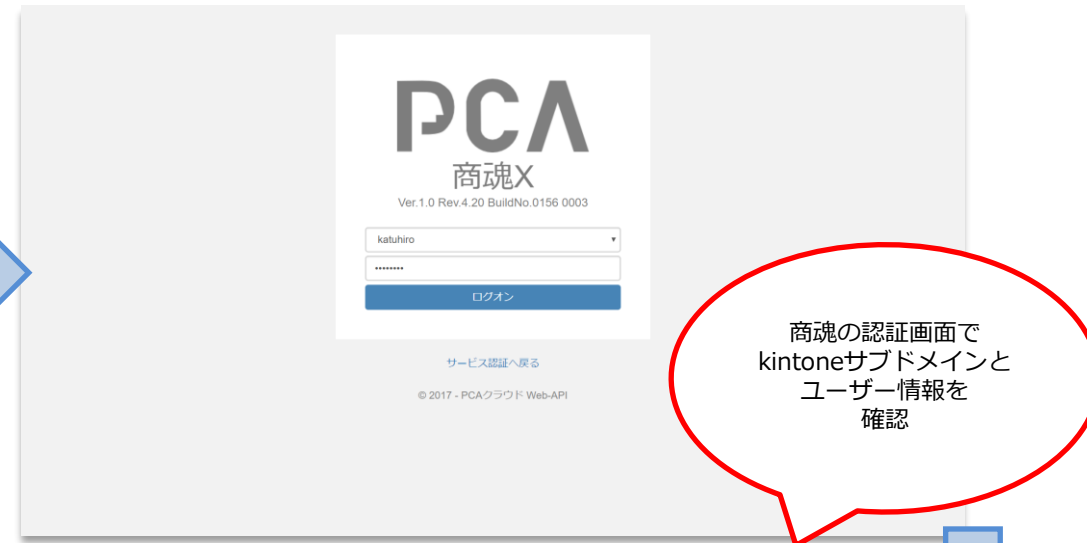 PCA
商魂X
Ver.1.0 Rev.4.20 BuildNo.0156 0003
katuhiro
••••••••
ログオン
サービス認証へ戻る
© 2017 - PCAクラウド Web-API
商魂の認証画面で
kintoneサブドメインと
ユーザー情報を
確認